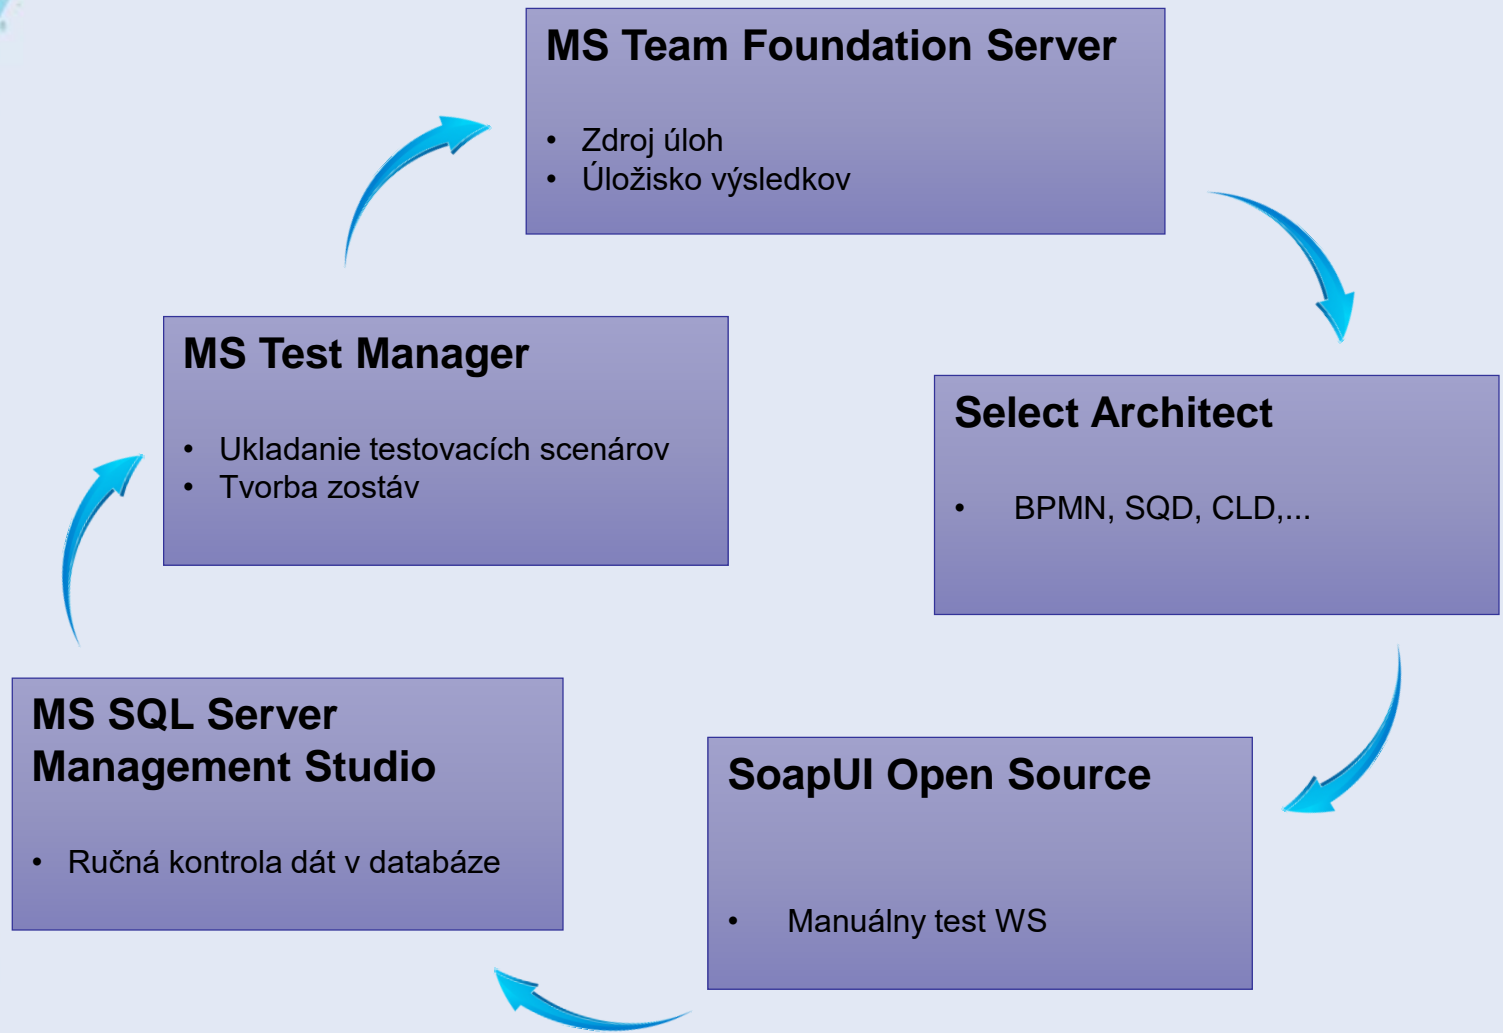 MS Team Foundation Server
• Zdroj úloh
• Úložisko výsledkov
MS Test Manager
• Ukladanie testovacích scenárov
• Tvorba zostáv
Select Architect
• BPMN, SQD, CLD,...
MS SQL Server
Management Studio
• Ručná kontrola dát v databáze
SoapUI Open Source
• Manuálny test WS